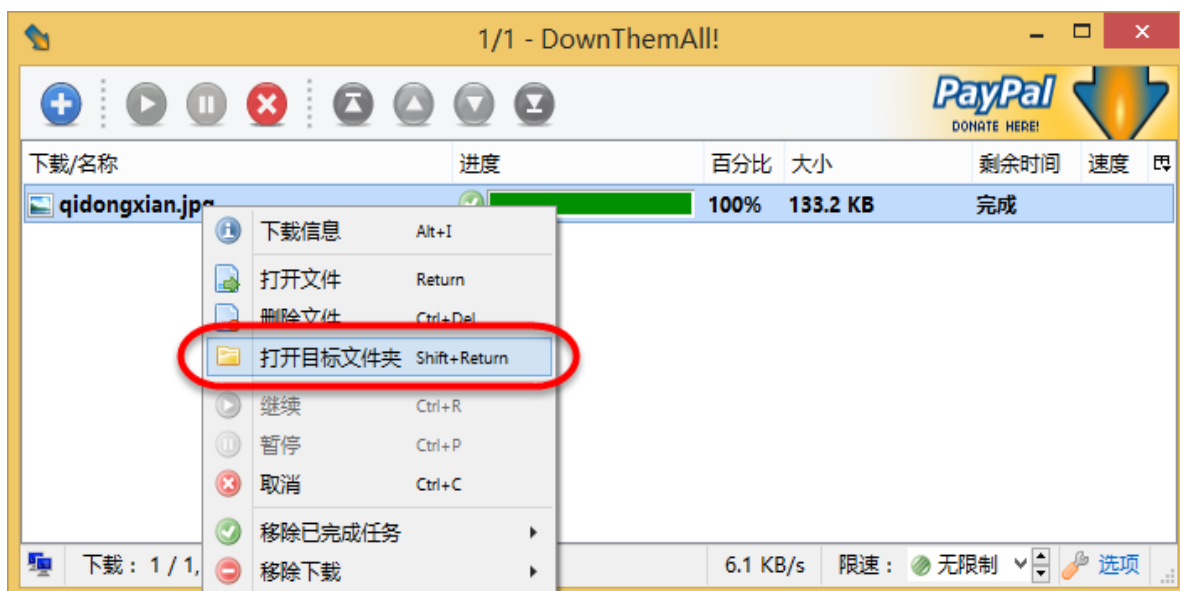 1/1 - DownThemAll!
PayPal
DONATE HERE!
下载/名称 进度 百分比 大小 剩余时间 速度
qidongxian.jpg 100% 133.2 KB 完成
下载信息 Alt+I
打开文件 Return
删除文件 Ctrl+Del
打开目标文件夹 Shift+Return
继续 Ctrl+R
暂停 Ctrl+P
取消 Ctrl+C
移除已完成任务
移除下载
下载： 1 / 1, 6.1 KB/s 限速： 无限制 选项